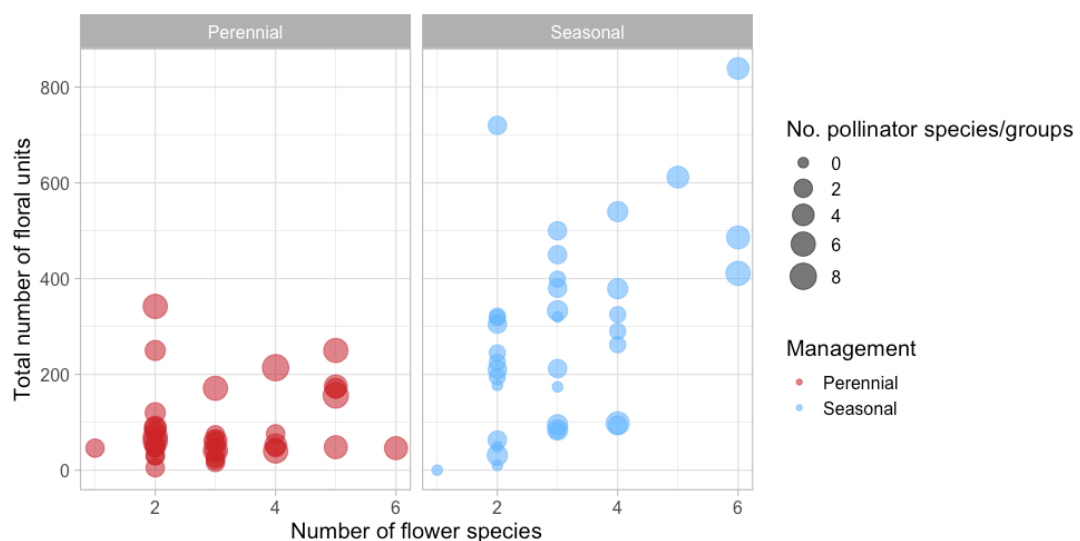 Perennial
Seasonal
Total number of floral units
800
600
400
200
0
2
4
6
2
4
6
Number of flower species
No. pollinator species/groups
0
2
4
6
8
Management
Perennial
Seasonal